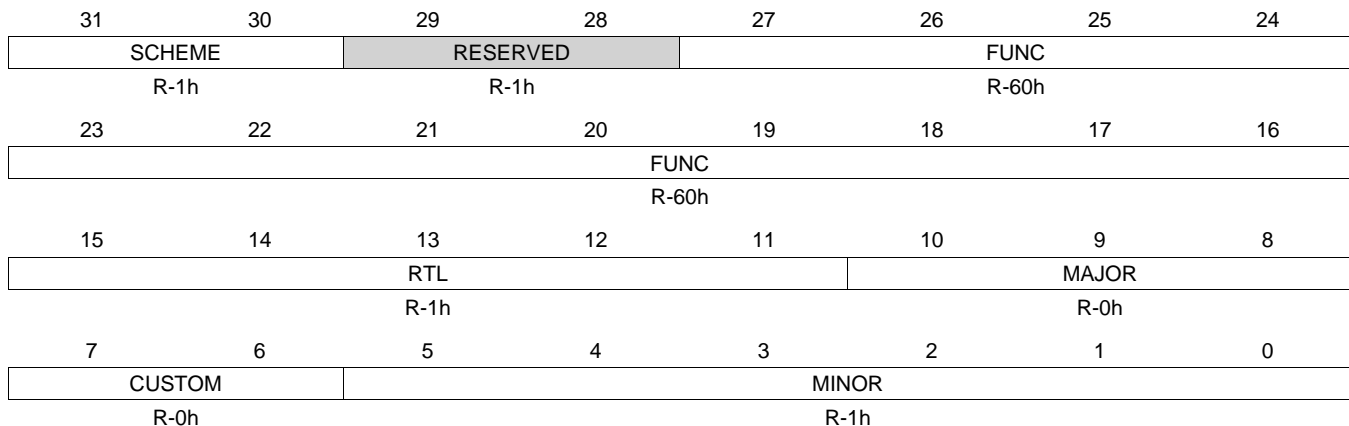 31 30 29 28 27 26 25 24
SCHEME RESERVED FUNC
R-1h R-1h R-60h
23 22 21 20 19 18 17 16
FUNC
R-60h
15 14 13 12 11 10 9 8
RTL MAJOR
R-1h R-0h
7 6 5 4 3 2 1 0
CUSTOM MINOR
R-0h R-1h